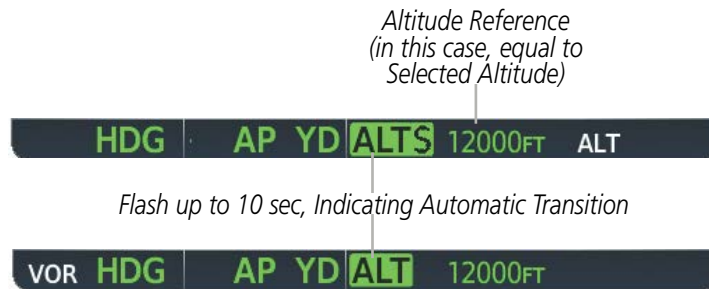 Altitude Reference
(in this case, equal to
Selected Altitude)
HDG AP YD ALTS 12000FT ALT
Flash up to 10 sec, Indicating Automatic Transition
VOR HDG AP YD ALT 12000FT